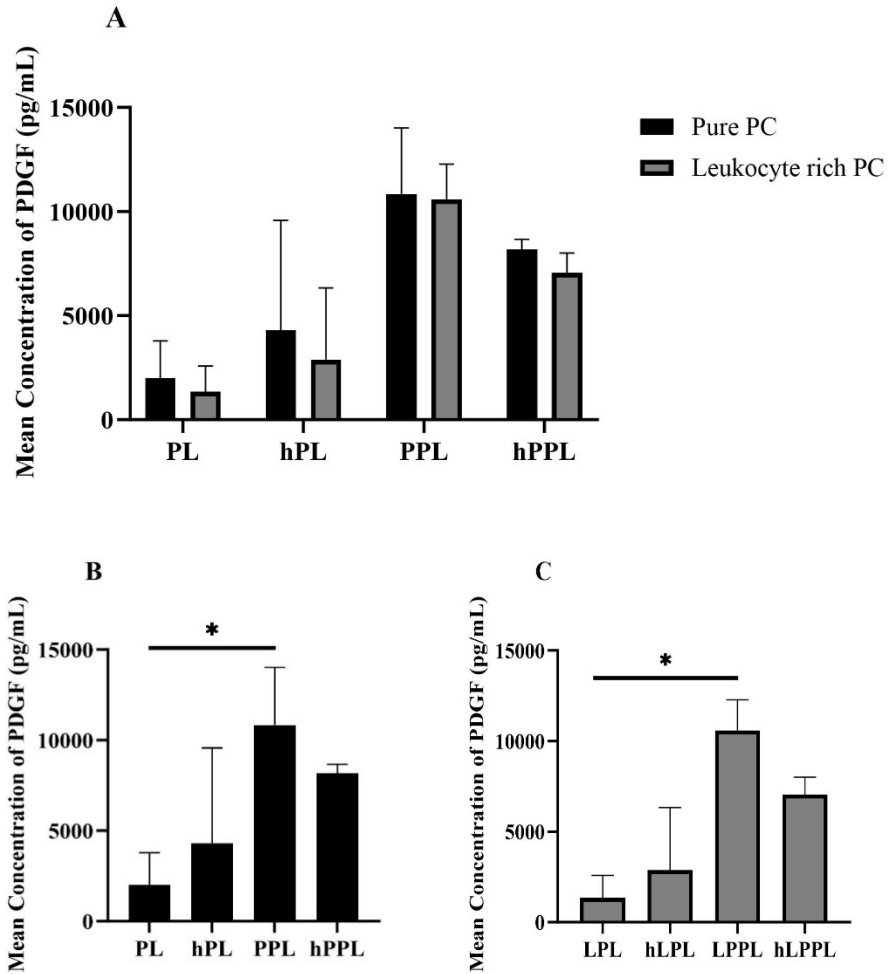 A
Mean Concentration of PDGF (pg/mL)
15000
10000
5000
0
PL hPL PPL hPPL
Pure PC
Leukocyte rich PC
B
Mean Concentration of PDGF (pg/mL)
15000
10000
5000
0
*
PL hPL PPL hPPL
C
Mean Concentration of PDGF (pg/mL)
15000
10000
5000
0
*
LPL hLPL LPPL hLPPL